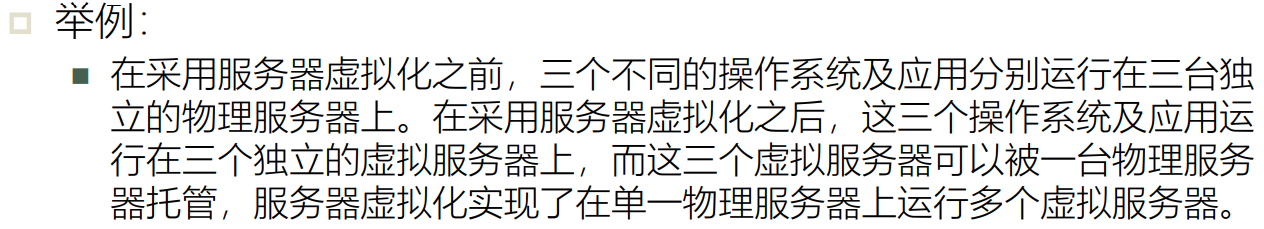 举例：
在采用服务器虚拟化之前，三个不同的操作系统及应用分别运行在三台独
立的物理服务器上。在采用服务器虚拟化之后，这三个操作系统及应用运
行在三个独立的虚拟服务器上，而这三个虚拟服务器可以被一台物理服务
器托管，服务器虚拟化实现了在单一物理服务器上运行多个虚拟服务器。